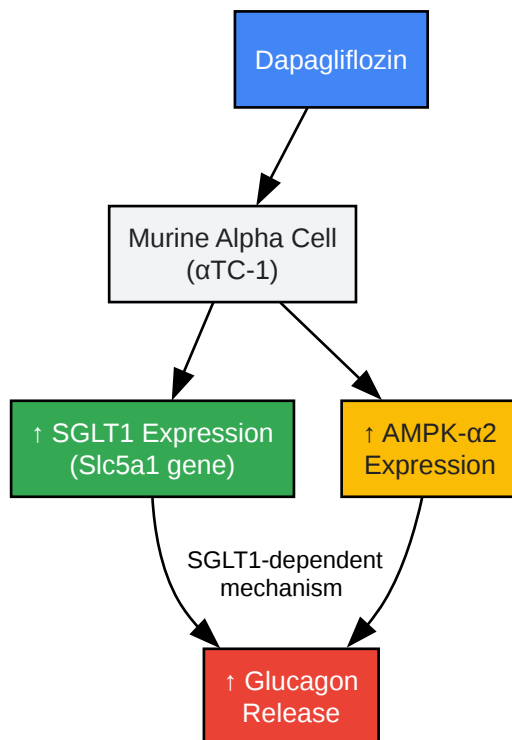 Dapagliflozin
Murine Alpha Cell
(αTC-1)
↑ SGLT1 Expression
(Slc5a1 gene)
↑ AMPK-α2
Expression
SGLT1-dependent
mechanism
↑ Glucagon
Release